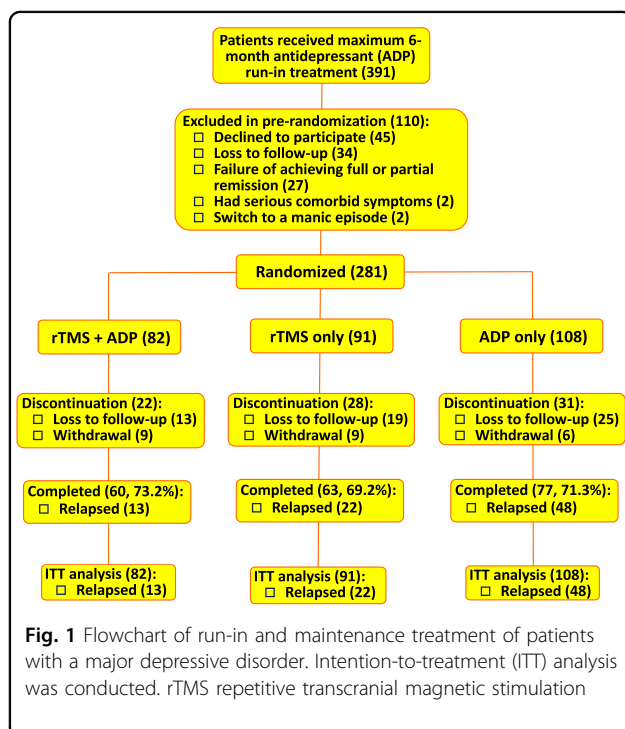 Patients received maximum 6-
month antidepressant (ADP)
run-in treatment (391)
Excluded in pre-randomization (110):
☐ Declined to participate (45)
☐ Loss to follow-up (34)
☐ Failure of achieving full or partial
remission (27)
☐ Had serious comorbid symptoms (2)
☐ Switch to a manic episode (2)
Randomized (281)
rTMS + ADP (82)
rTMS only (91)
ADP only (108)
Discontinuation (22):
☐ Loss to follow-up (13)
☐ Withdrawal (9)
Discontinuation (28):
☐ Loss to follow-up (19)
☐ Withdrawal (9)
Discontinuation (31):
☐ Loss to follow-up (25)
☐ Withdrawal (6)
Completed (60, 73.2%):
☐ Relapsed (13)
Completed (63, 69.2%):
☐ Relapsed (22)
Completed (77, 71.3%):
☐ Relapsed (48)
ITT analysis (82):
☐ Relapsed (13)
ITT analysis (91):
☐ Relapsed (22)
ITT analysis (108):
☐ Relapsed (48)
Fig. 1 Flowchart of run-in and maintenance treatment of patients
with a major depressive disorder. Intention-to-treatment (ITT) analysis
was conducted. rTMS repetitive transcranial magnetic stimulation